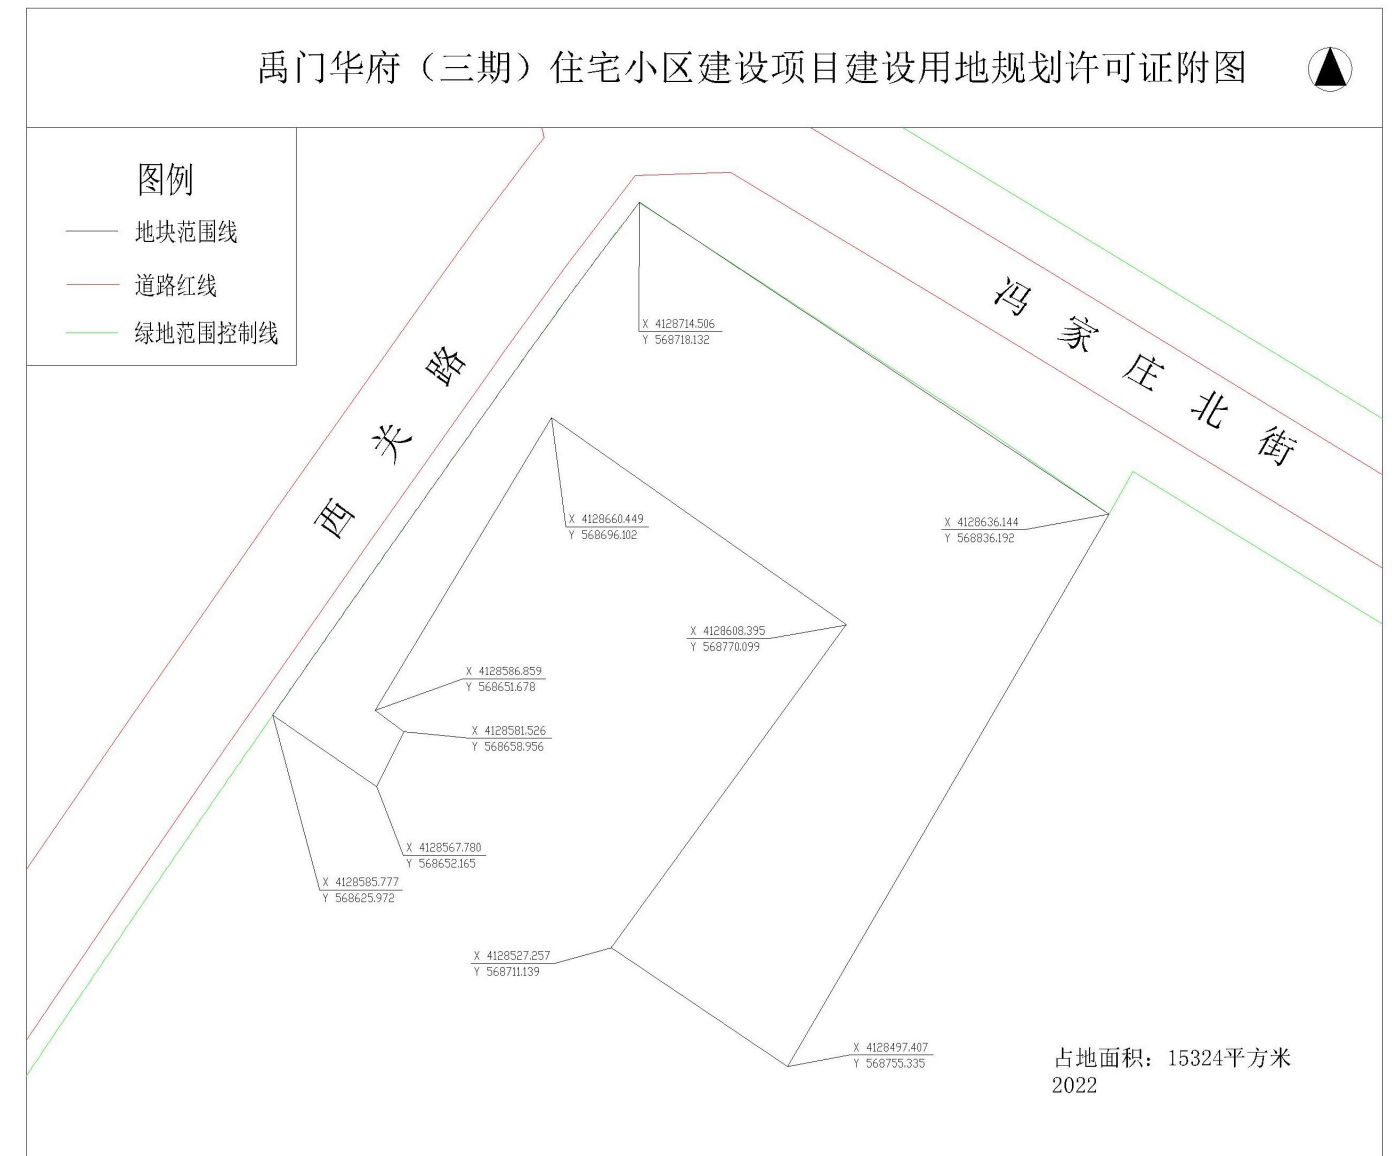 禹门华府（三期）住宅小区建设项目建设用地规划许可证附图
图例
地块范围线
道路红线
绿地范围控制线
西关路
冯家庄北街
X 4128714.506
Y 568718.132
X 4128660.449
Y 568696.102
X 4128636.144
Y 568836.192
X 4128608.395
Y 568770.099
X 4128586.859
Y 568651.678
X 4128581.526
Y 568658.956
X 4128567.780
Y 568652.165
X 4128585.777
Y 568625.972
X 4128527.257
Y 568711.139
X 4128497.407
Y 568755.335
占地面积：15324平方米
2022